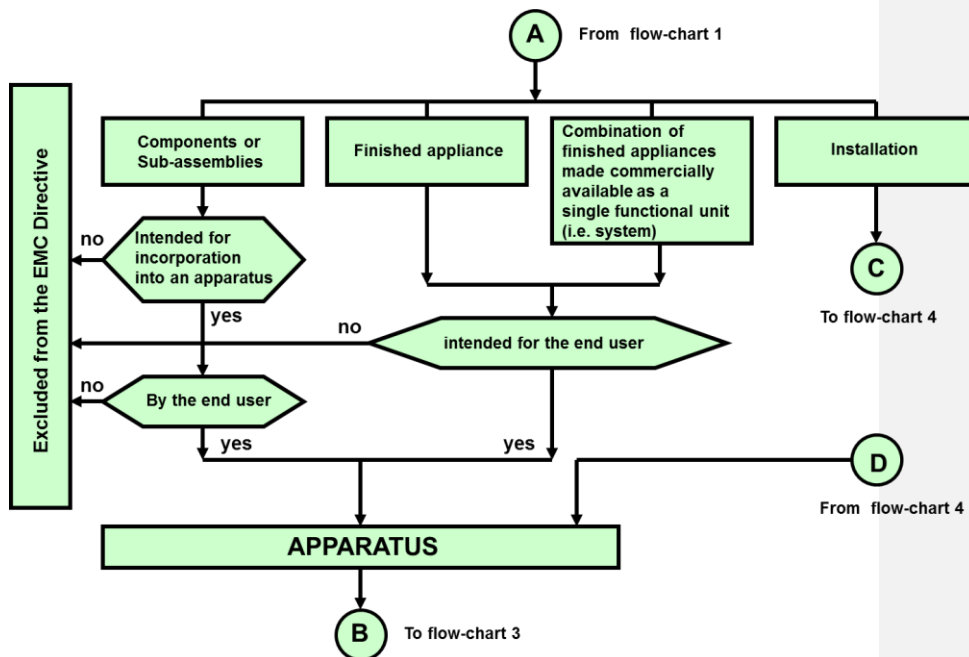 A
From flow-chart 1
Excluded from the EMC Directive
Components or
Sub-assemblies
Finished appliance
Combination of
finished appliances
made commercially
available as a
single functional unit
(i.e. system)
Installation
no
Intended for
incorporation
into an apparatus
C
yes
To flow-chart 4
no
intended for the end user
no
By the end user
yes
yes
D
From flow-chart 4
APPARATUS
B
To flow-chart 3